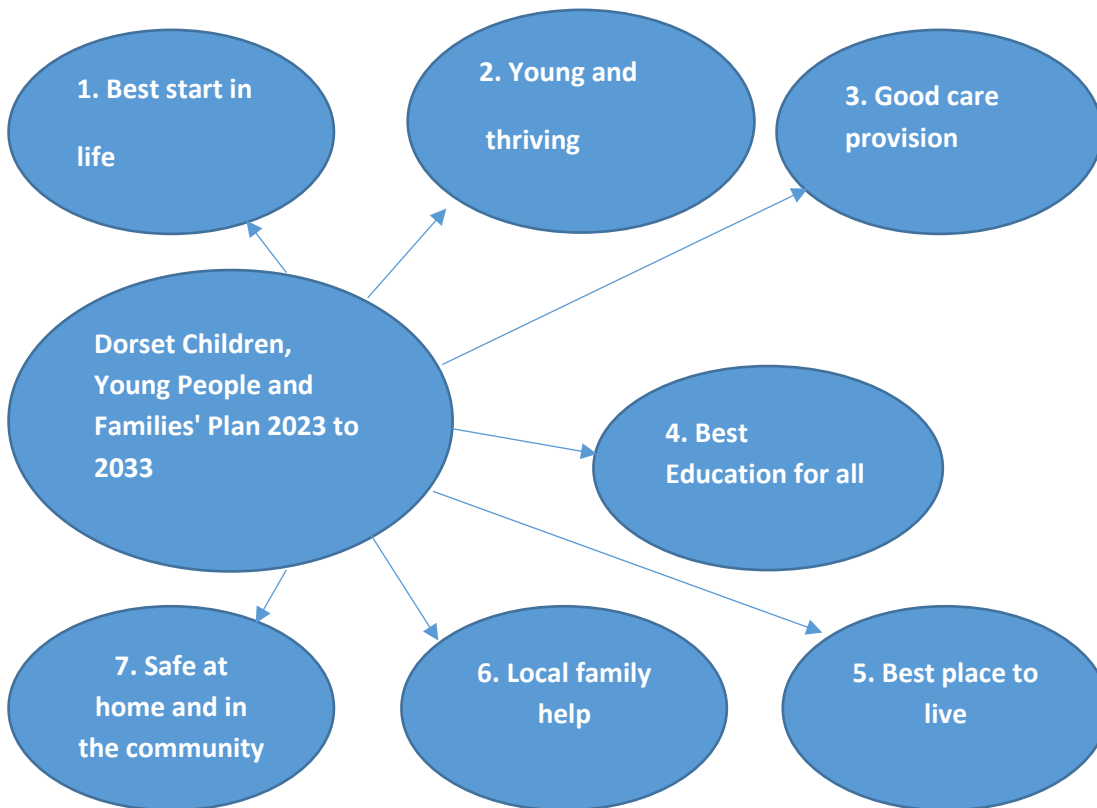 1. Best start in
life
2. Young and
thriving
3. Good care
provision
Dorset Children,
Young People and
Families' Plan 2023 to
2033
4. Best
Education for all
7. Safe at
home and in
the community
6. Local family
help
5. Best place to
live